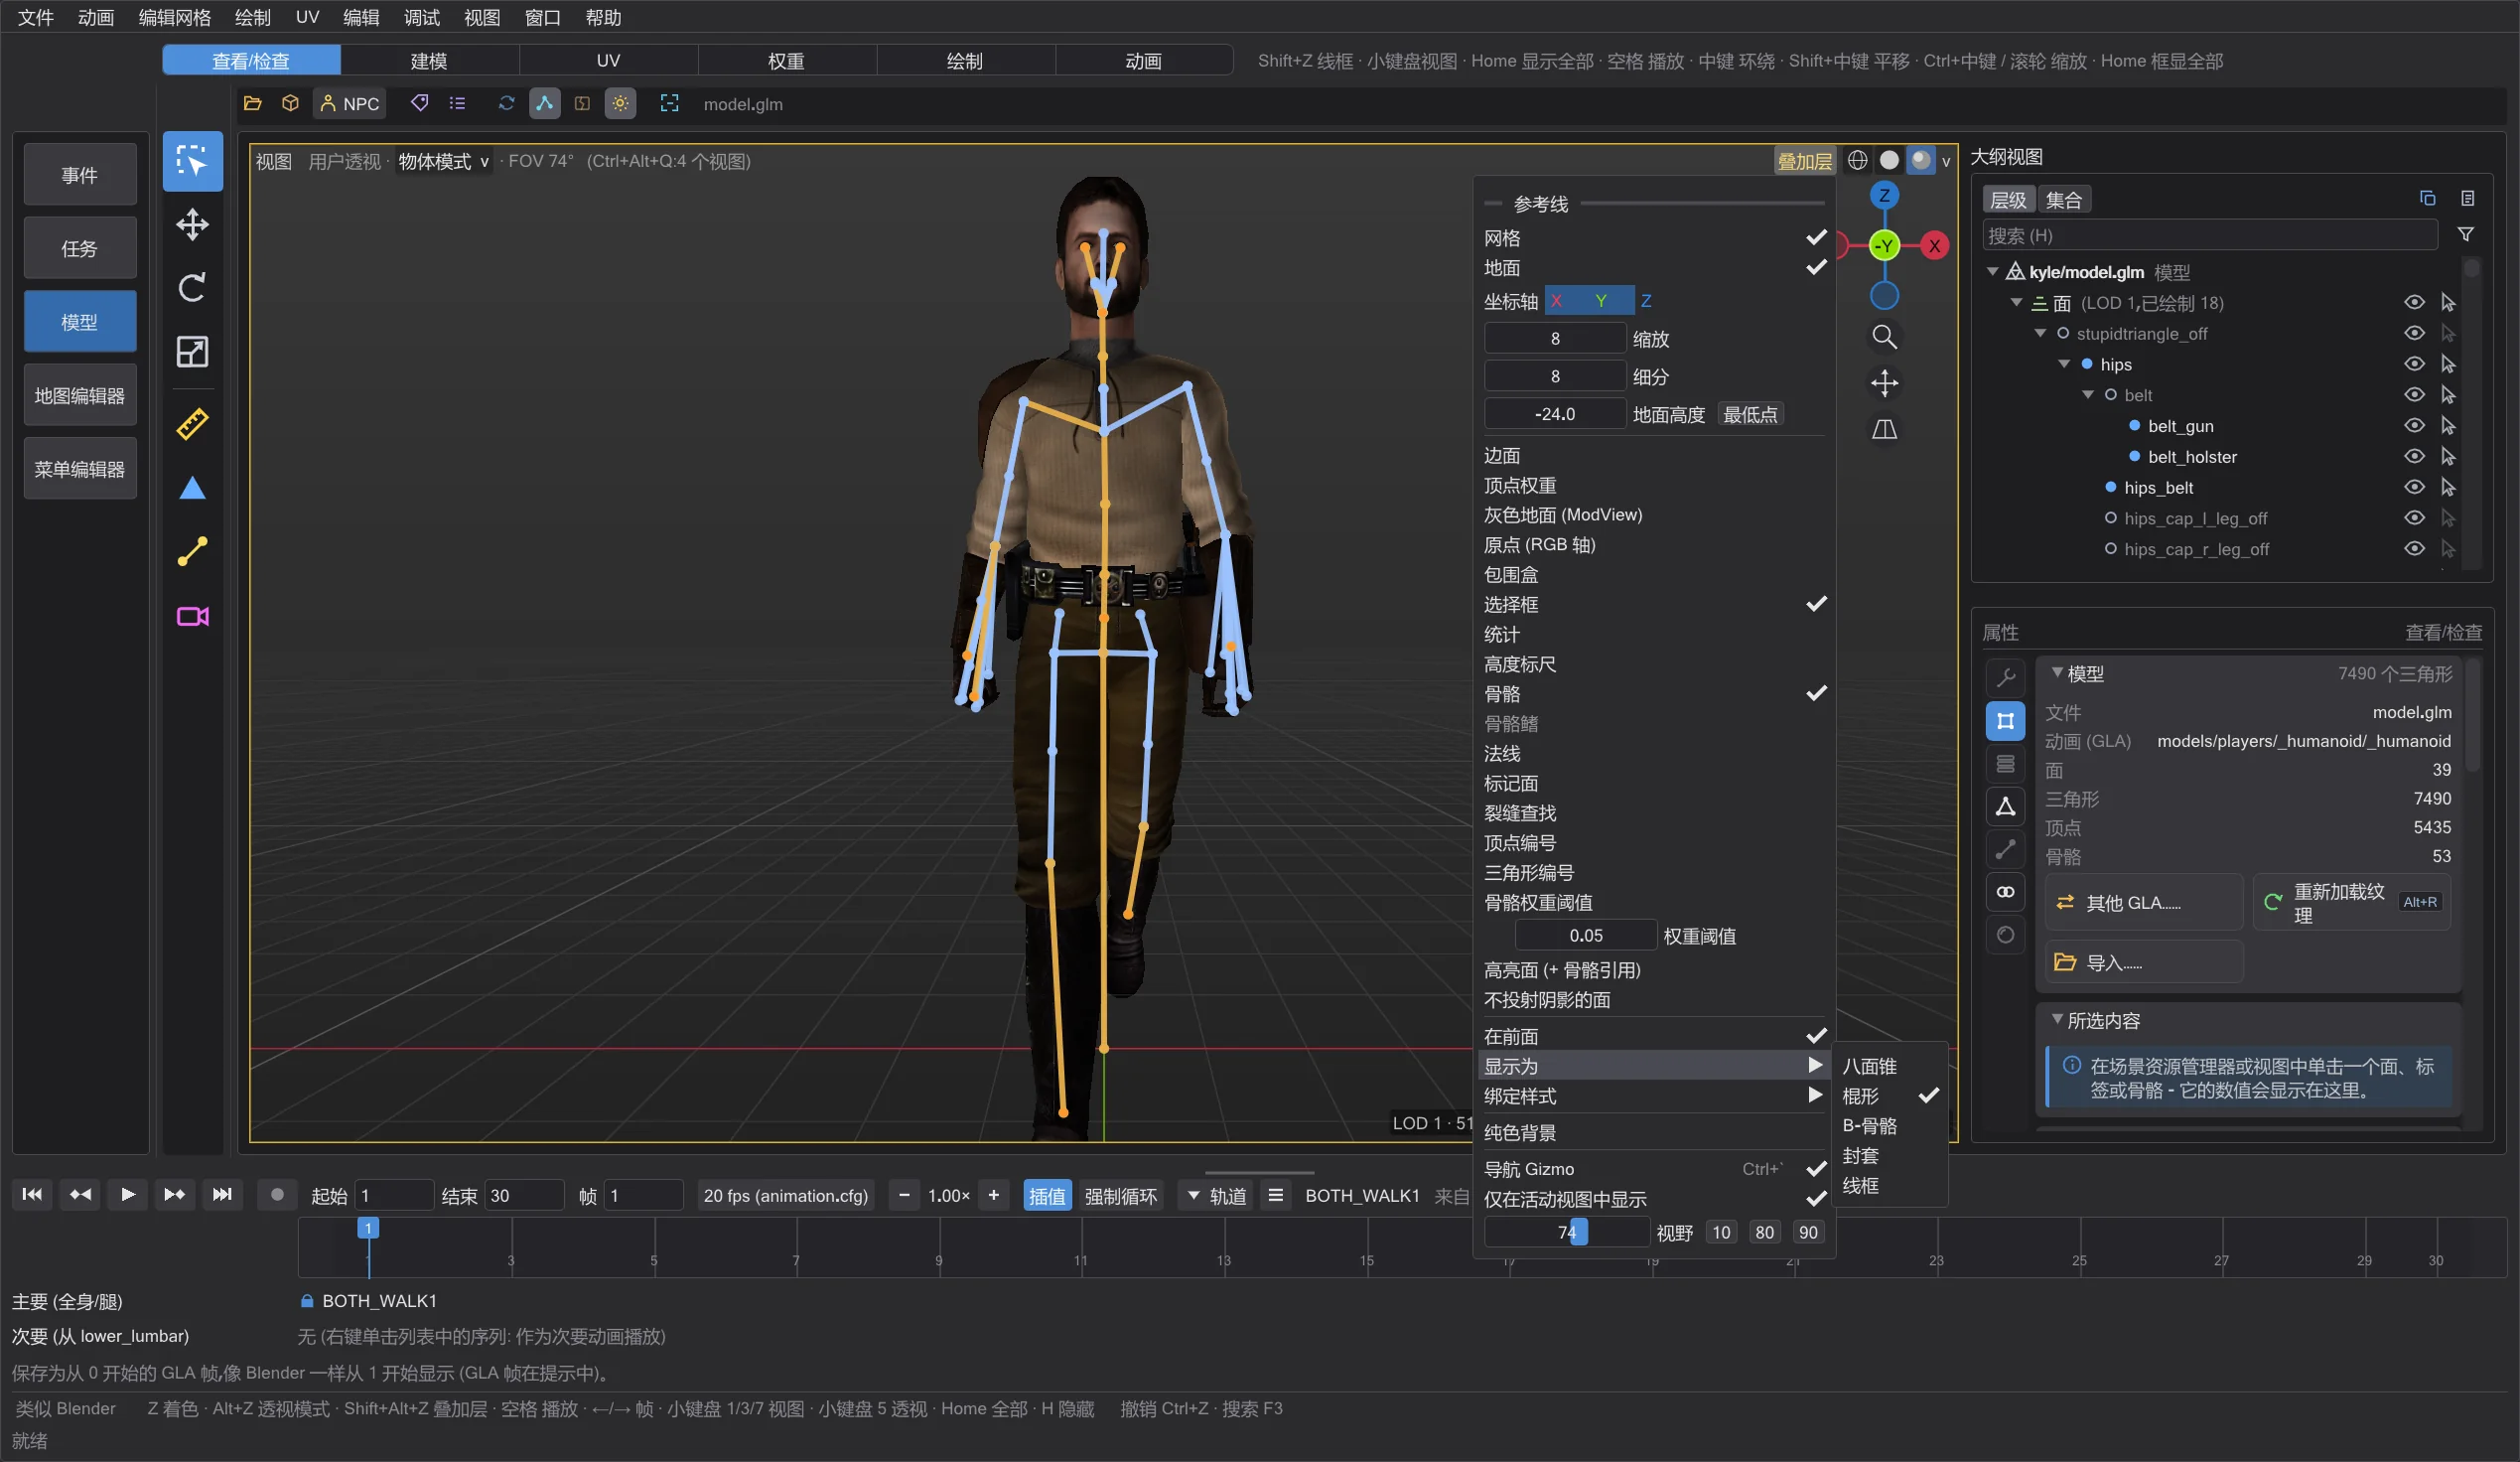 文件 动画 编辑网格 绘制 UV 编辑 调试 视图 窗口 帮助
查看/检查 建模 UV 权重 绘制 动画 Shift+Z 线框 · 小键盘视图 · Home 显示全部 · 空格 播放 · 中键 环绕 · Shift+中键 平移 · Ctrl+中键 / 滚轮 缩放 · Home 框显全部
NPC model.glm
事件
任务
模型
地图编辑器
菜单编辑器
视图 用户透视 · 物体模式 v · FOV 74° (Ctrl+Alt+Q:4 个视图)
叠加层 v
Z
-Y
X
参考线
网格
地面
坐标轴 X Y Z
8 缩放
8 细分
-24.0 地面高度 最低点
边面
顶点权重
灰色地面 (ModView)
原点 (RGB 轴)
包围盒
选择框
统计
高度标尺
骨骼
骨骼鳍
法线
标记面
裂缝查找
顶点编号
三角形编号
骨骼权重阈值
0.05 权重阈值
高亮面 (+ 骨骼引用)
不投射阴影的面
在前面
显示为
绑定样式
纯色背景
导航 Gizmo Ctrl+`
仅在活动视图中显示
74 视野 10 80 90
八面锥
棍形
B-骨骼
封套
线框
LOD 1 · 51
大纲视图
层级 集合
搜索 (H)
kyle/model.glm 模型
面 (LOD 1,已绘制 18)
stupidtriangle_off
hips
belt
belt_gun
belt_holster
hips_belt
hips_cap_l_leg_off
hips_cap_r_leg_off
属性 查看/检查
模型 7490 个三角形
文件 model.glm
动画 (GLA) models/players/_humanoid/_humanoid
面 39
三角形 7490
顶点 5435
骨骼 53
其他 GLA...... 重新加载纹理 Alt+R
导入......
所选内容
在场景资源管理器或视图中单击一个面、标
签或骨骼 - 它的数值会显示在这里。
起始 1 结束 30 帧 1 20 fps (animation.cfg) − 1.00× + 插值 强制循环 轨道 BOTH_WALK1 来自
1
1 3 5 7 9 11 13 15 17 19 21 23 25 27 29 30
主要 (全身/腿) BOTH_WALK1
次要 (从 lower_lumbar) 无 (右键单击列表中的序列: 作为次要动画播放)
保存为从 0 开始的 GLA 帧,像 Blender 一样从 1 开始显示 (GLA 帧在提示中)。
类似 Blender Z 着色 · Alt+Z 透视模式 · Shift+Alt+Z 叠加层 · 空格 播放 · ←/→ 帧 · 小键盘 1/3/7 视图 · 小键盘 5 透视 · Home 全部 · H 隐藏 撤销 Ctrl+Z · 搜索 F3
就绪